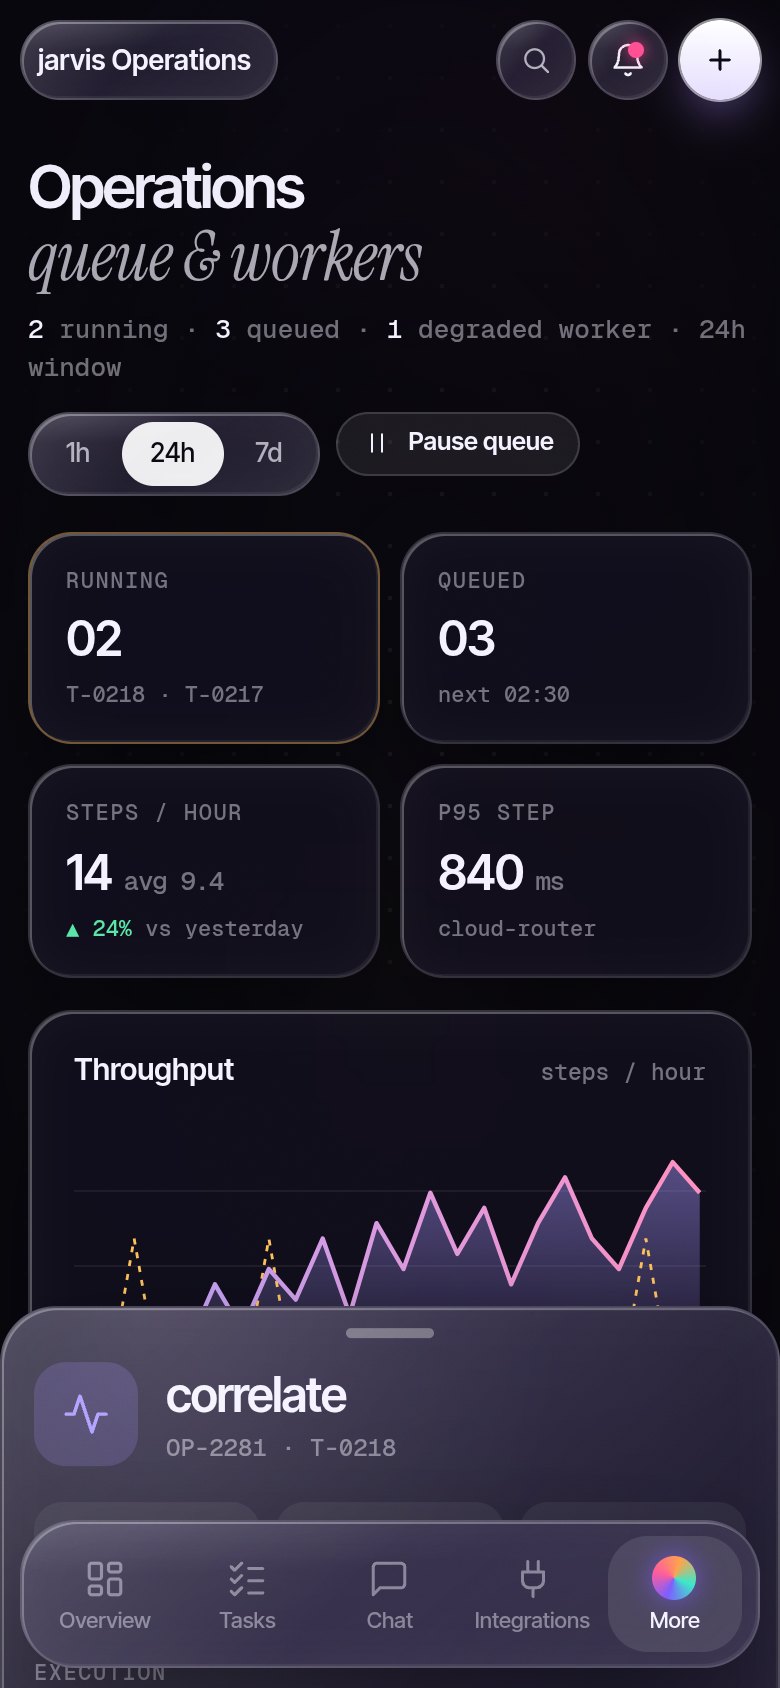 jarvis Operations
Operations
queue & workers
2 running · 3 queued · 1 degraded worker · 24h
window
1h 24h 7d Pause queue
RUNNING
02
T-0218 · T-0217
QUEUED
03
next 02:30
STEPS / HOUR
14 avg 9.4
▲ 24% vs yesterday
P95 STEP
840 ms
cloud-router
Throughput steps / hour
correlate
OP-2281 · T-0218
Overview Tasks Chat Integrations More
EXECUTION